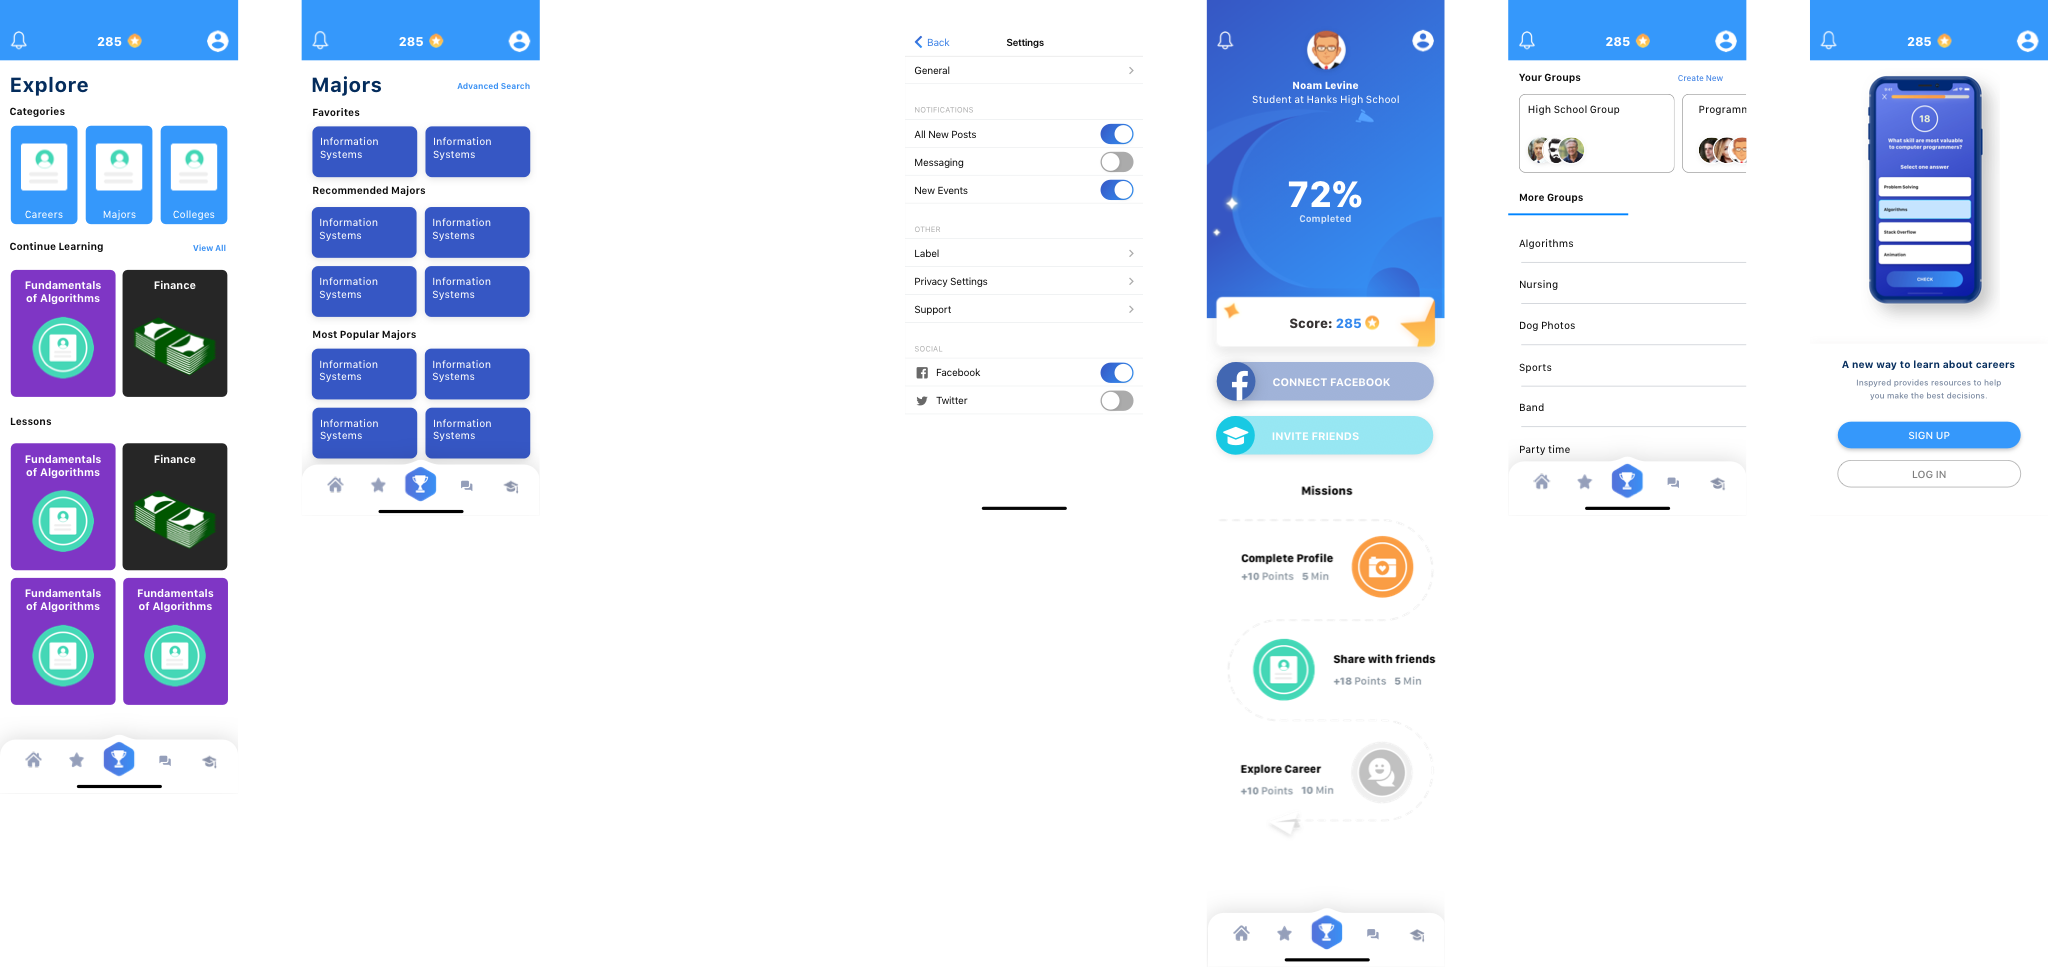 285
Explore
Categories
Careers
Majors
Colleges
Continue Learning
View All
Fundamentals
of Algorithms
Finance
Lessons
Fundamentals
of Algorithms
Finance
Fundamentals
of Algorithms
Fundamentals
of Algorithms
285
Majors
Advanced Search
Favorites
Information
Systems
Information
Systems
Recommended Majors
Information
Systems
Information
Systems
Information
Systems
Information
Systems
Most Popular Majors
Information
Systems
Information
Systems
Information
Systems
Information
Systems
Back
Settings
General
NOTIFICATIONS
All New Posts
Messaging
New Events
OTHER
Label
Privacy Settings
Support
SOCIAL
Facebook
Twitter
Noam Levine
Student at Hanks High School
72%
Completed
Score: 285
CONNECT FACEBOOK
INVITE FRIENDS
Missions
Complete Profile
+10 Points 5 Min
Share with friends
+18 Points 5 Min
Explore Career
+10 Points 10 Min
285
Your Groups
Create New
High School Group
Programm
More Groups
Algorithms
Nursing
Dog Photos
Sports
Band
Party time
285
18
What skill are most valuable
to computer programmers?
Select one answer
Problem Solving
Algorithms
Stack Overflow
Animation
CHECK
A new way to learn about careers
Inspyred provides resources to help
you make the best decisions.
SIGN UP
LOG IN